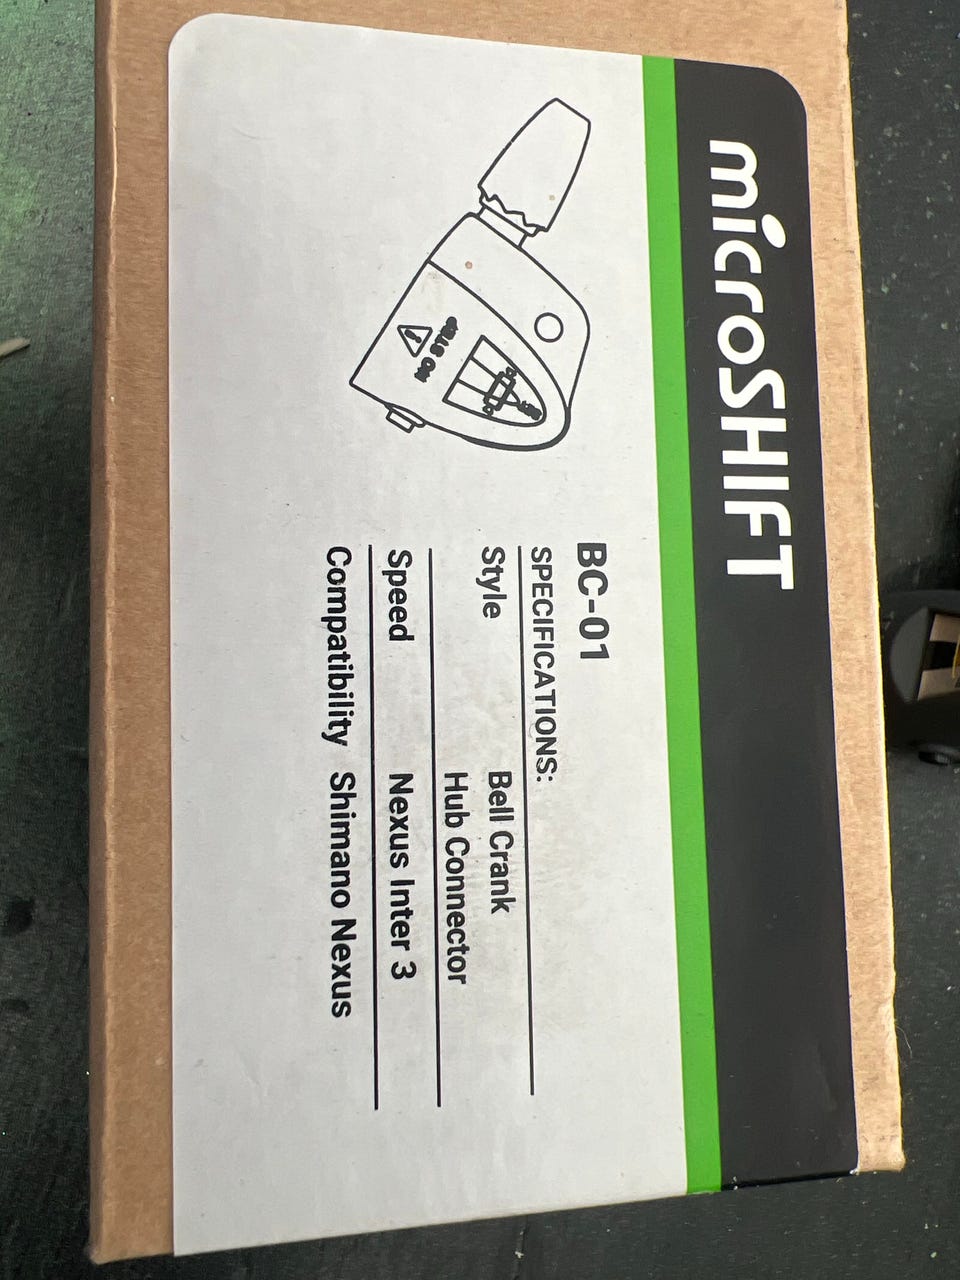 microSHIFT
BC-01
SPECIFICATIONS:
Style Bell Crank
Hub Connector
Speed Nexus Inter 3
Compatibility Shimano Nexus
NO STEP